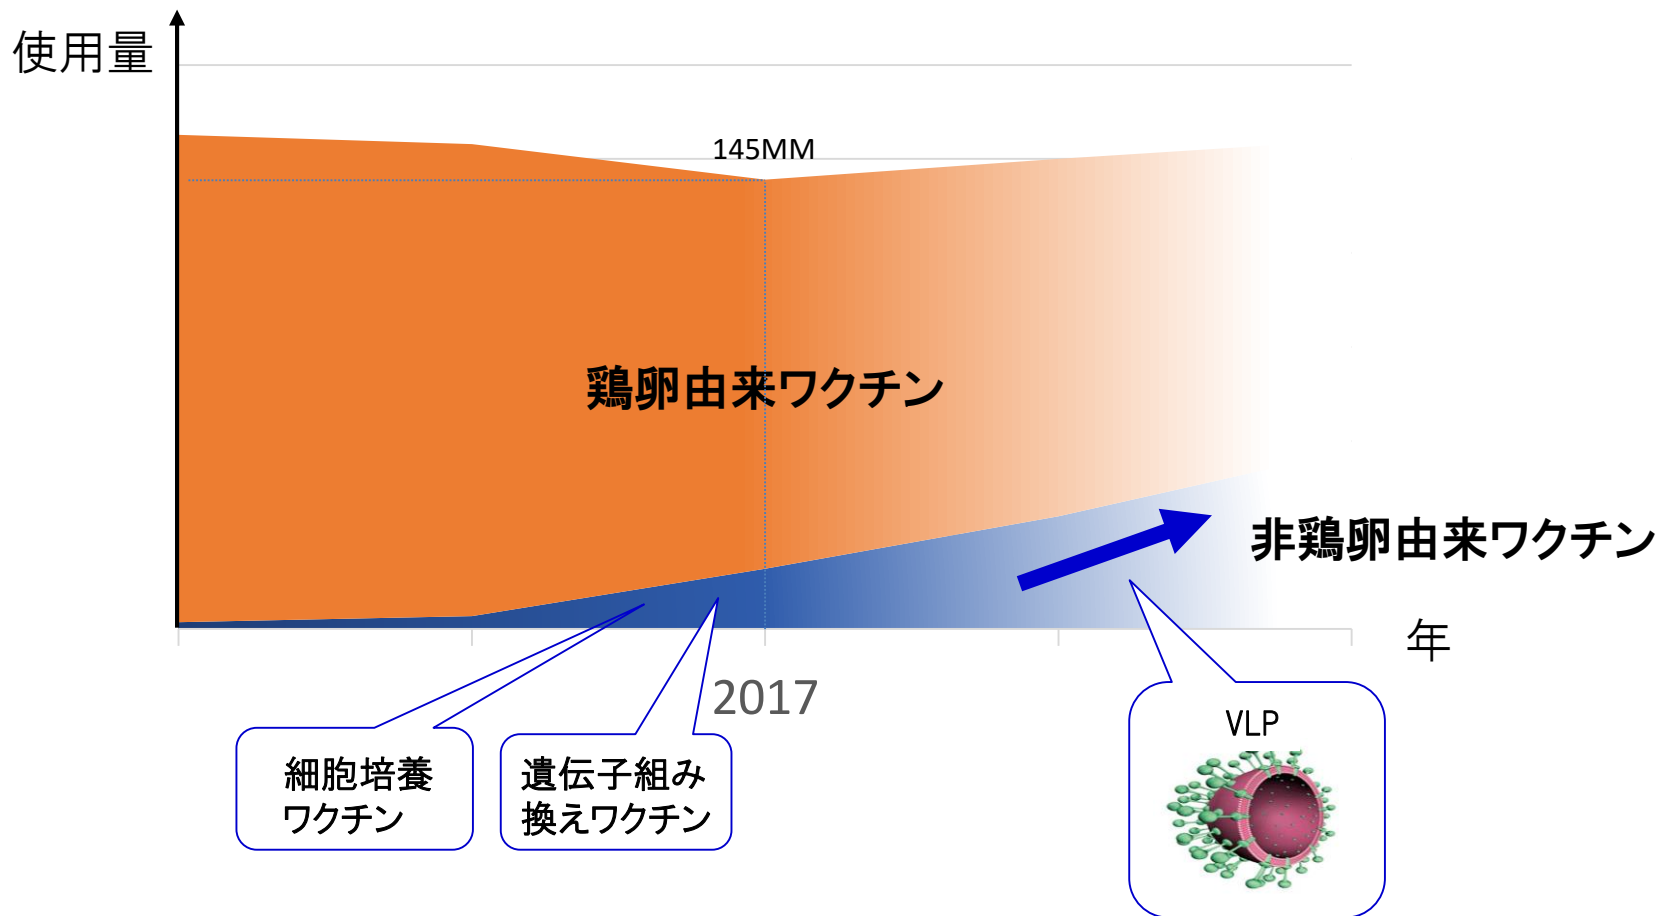 使用量
145MM
鶏卵由来ワクチン
非鶏卵由来ワクチン
年
2017
細胞培養
ワクチン
遺伝子組み
換えワクチン
VLP